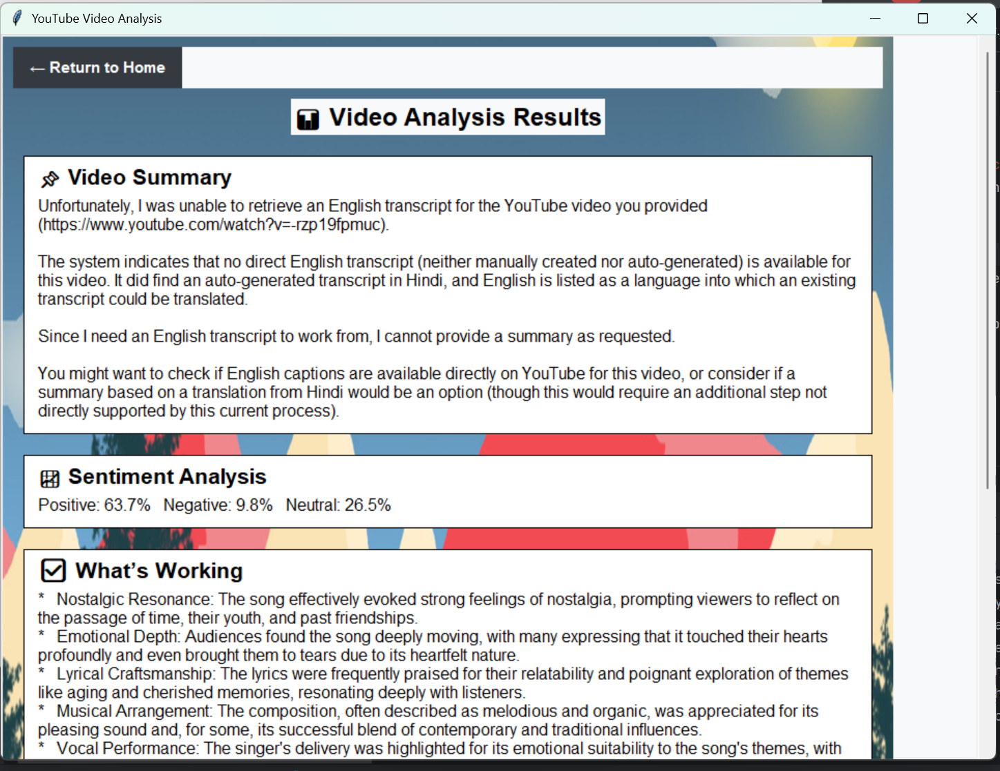 YouTube Video Analysis
← Return to Home
Video Analysis Results
Video Summary
Unfortunately, I was unable to retrieve an English transcript for the YouTube video you provided
(https://www.youtube.com/watch?v=-rzp19fpmuc).
The system indicates that no direct English transcript (neither manually created nor auto-generated) is available for
this video. It did find an auto-generated transcript in Hindi, and English is listed as a language into which an existing
transcript could be translated.
Since I need an English transcript to work from, I cannot provide a summary as requested.
You might want to check if English captions are available directly on YouTube for this video, or consider if a
summary based on a translation from Hindi would be an option (though this would require an additional step not
directly supported by this current process).
Sentiment Analysis
Positive: 63.7%   Negative: 9.8%   Neutral: 26.5%
What's Working
*   Nostalgic Resonance: The song effectively evoked strong feelings of nostalgia, prompting viewers to reflect on
the passage of time, their youth, and past friendships.
*   Emotional Depth: Audiences found the song deeply moving, with many expressing that it touched their hearts
profoundly and even brought them to tears due to its heartfelt nature.
*   Lyrical Craftsmanship: The lyrics were frequently praised for their relatability and poignant exploration of themes
like aging and cherished memories, resonating deeply with listeners.
*   Musical Arrangement: The composition, often described as melodious and organic, was appreciated for its
pleasing sound and, for some, its successful blend of contemporary and traditional influences.
*   Vocal Performance: The singer's delivery was highlighted for its emotional suitability to the song's themes, with